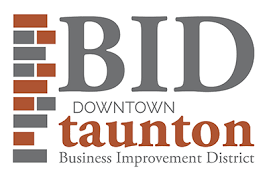 BID
DOWNTOWN
taunton
Business Improvement District